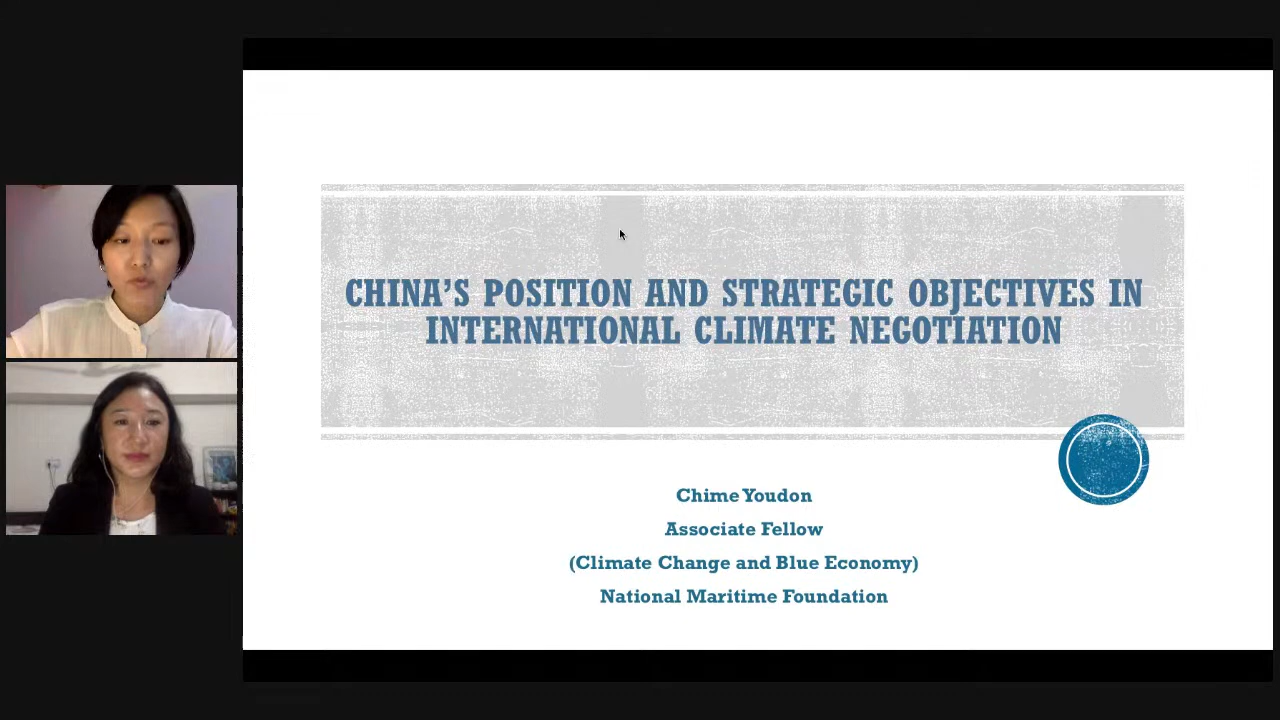 CHINA'S POSITION AND STRATEGIC OBJECTIVES IN
INTERNATIONAL CLIMATE NEGOTIATION
Chime Youdon
Associate Fellow
(Climate Change and Blue Economy)
National Maritime Foundation